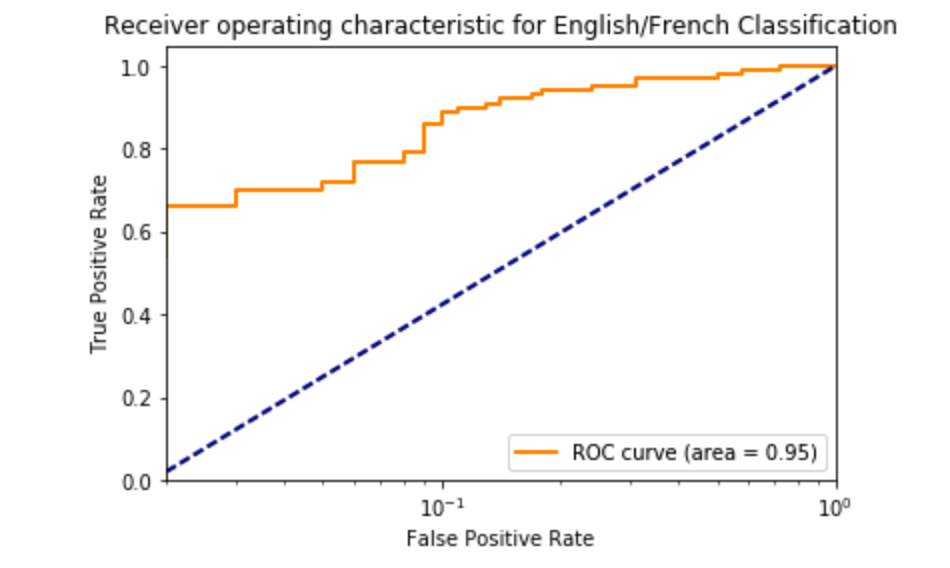 Receiver operating characteristic for English/French Classification
1.0
0.8
0.6
0.4
0.2
0.0
True Positive Rate
ROC curve (area = 0.95)
10⁻¹
10⁰
False Positive Rate